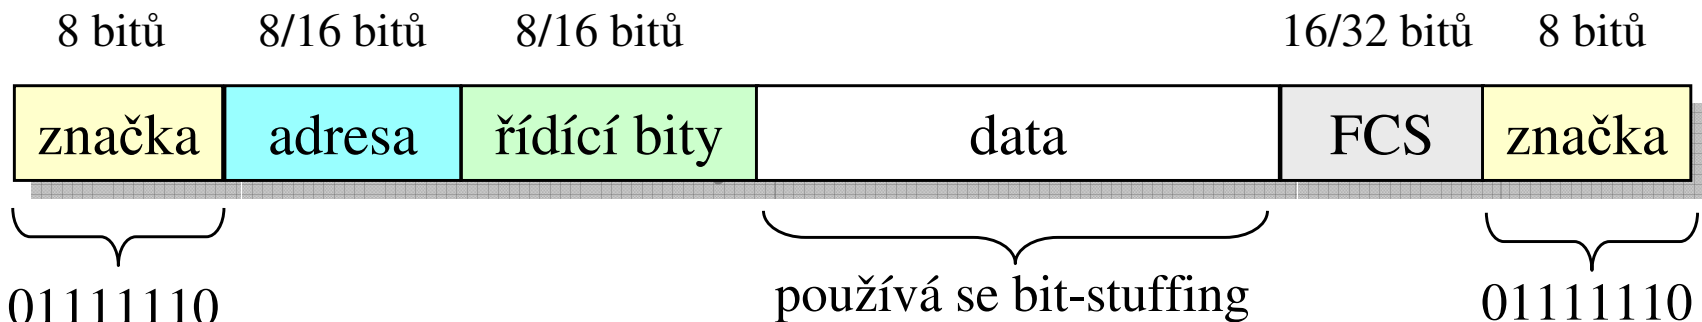 8 bitů 8/16 bitů 8/16 bitů 16/32 bitů 8 bitů
značka adresa řídící bity data FCS značka
používá se bit-stuffing
01111110 01111110